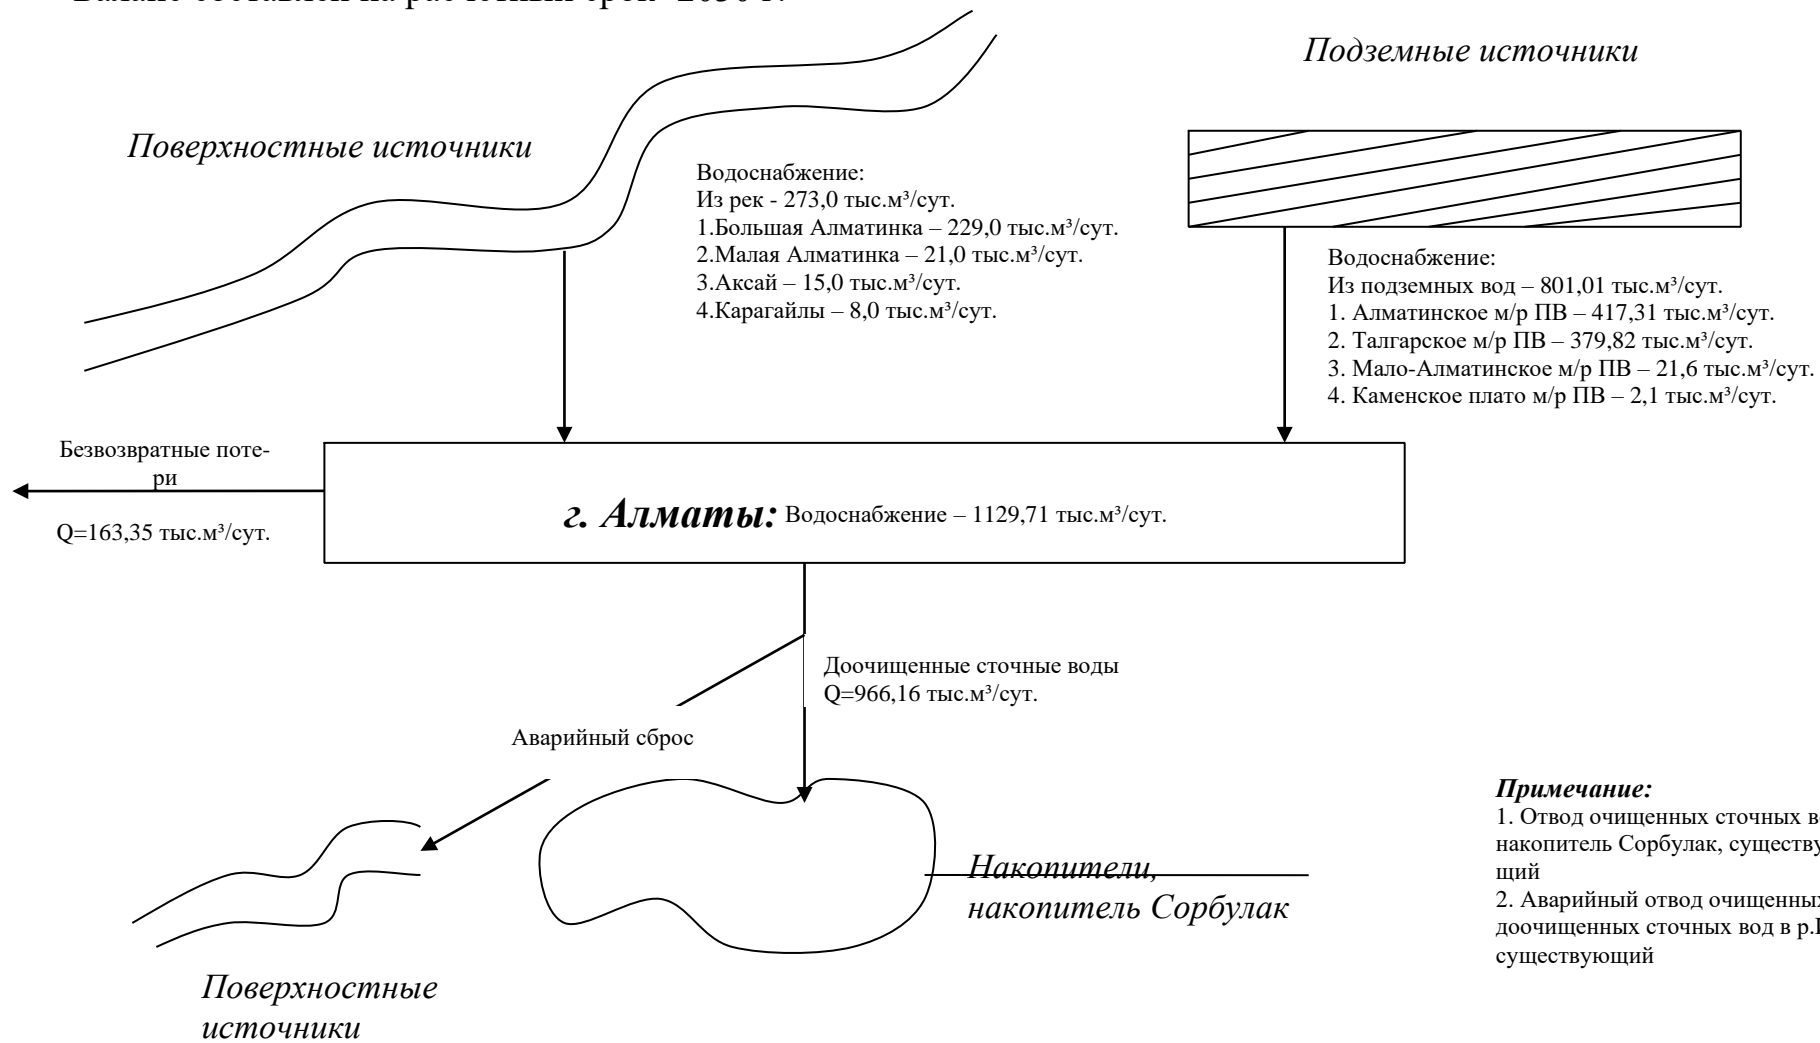 Баланс составлен на расчетный срок -2030 г.
Подземные источники
Поверхностные источники
Водоснабжение:
Из рек - 273,0 тыс.м³/сут.
1.Большая Алматинка – 229,0 тыс.м³/сут.
2.Малая Алматинка – 21,0 тыс.м³/сут.
3.Аксай – 15,0 тыс.м³/сут.
4.Карагайлы – 8,0 тыс.м³/сут.
Водоснабжение:
Из подземных вод – 801,01 тыс.м³/сут.
1. Алматинское м/р ПВ – 417,31 тыс.м³/сут.
2. Талгарское м/р ПВ – 379,82 тыс.м³/сут.
3. Мало-Алматинское м/р ПВ – 21,6 тыс.м³/сут.
4. Каменское плато м/р ПВ – 2,1 тыс.м³/сут.
Безвозвратные поте-
ри
Q=163,35 тыс.м³/сут.
г. Алматы: Водоснабжение – 1129,71 тыс.м³/сут.
Доочищенные сточные воды
Q=966,16 тыс.м³/сут.
Аварийный сброс
Накопители,
накопитель Сорбулак
Поверхностные
источники
Примечание:
1. Отвод очищенных сточных
накопитель Сорбулак, существу
щий
2. Аварийный отвод очищенных
доочищенных сточных вод в
существующий